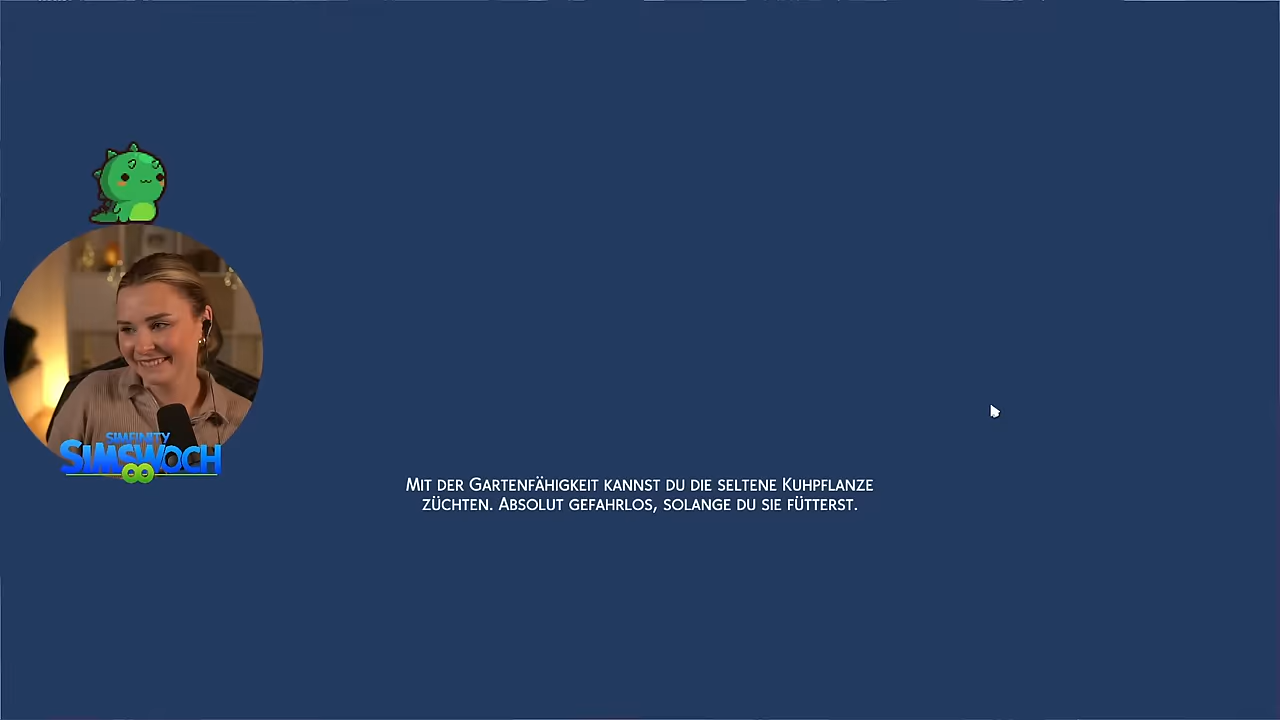 SIMFINITY
SIMSWOCH
MIT DER GARTENFÄHIGKEIT KANNST DU DIE SELTENE KUHPFLANZE
ZÜCHTEN. ABSOLUT GEFAHRLOS, SOLANGE DU SIE FÜTTERST.